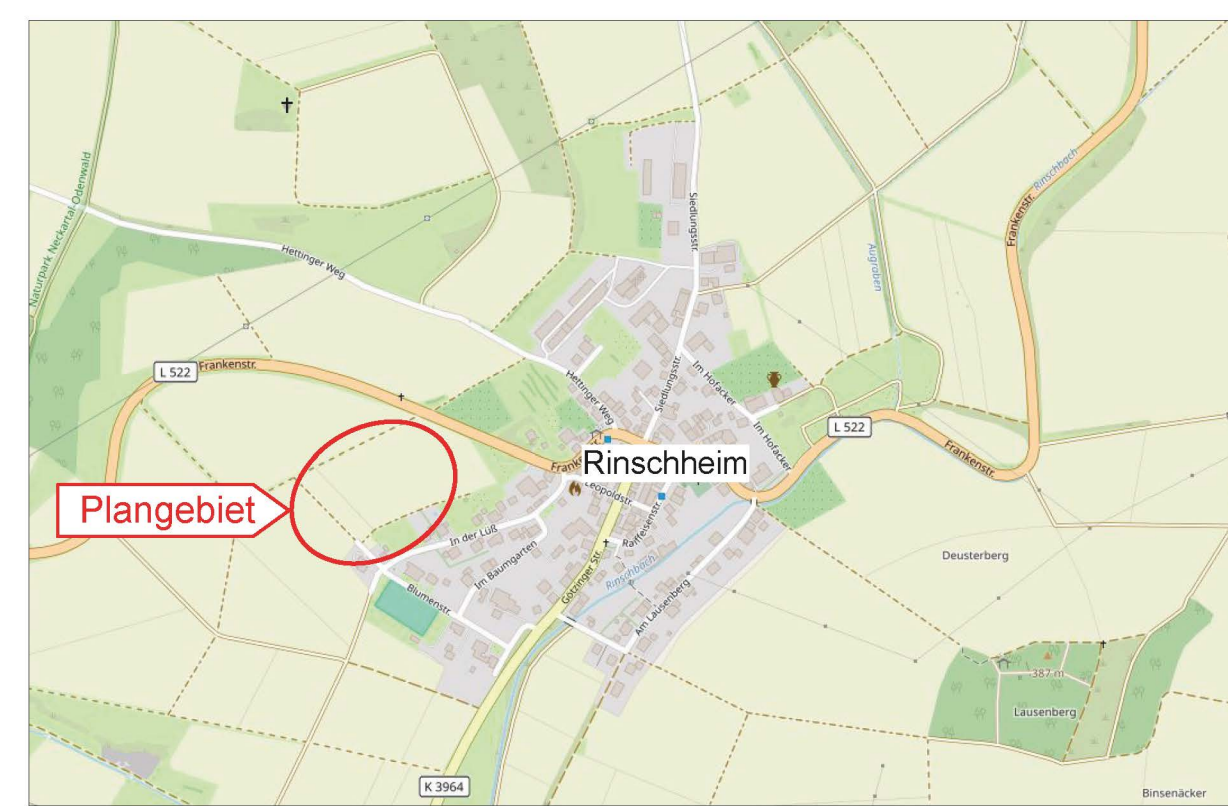 Naturpark Neckartal-Odenwald
Hettinger Weg
L 522
Frankenstr.
Siedlungsstr.
Augraben
Frankenstr.
Rinschbach
Plangebiet
Hettinger Weg
Siedlungsstr.
Im Hofacker
Im Hofacker
L 522
Frankenstr.
Rinschheim
Leopoldstr.
Raiffeisenstr.
In der Lüß
Im Baumgarten
Blumenstr.
Götzinger Str.
Rinschbach
Am Lausenberg
Deusterberg
387 m
Lausenberg
K 3964
Binsenäcker